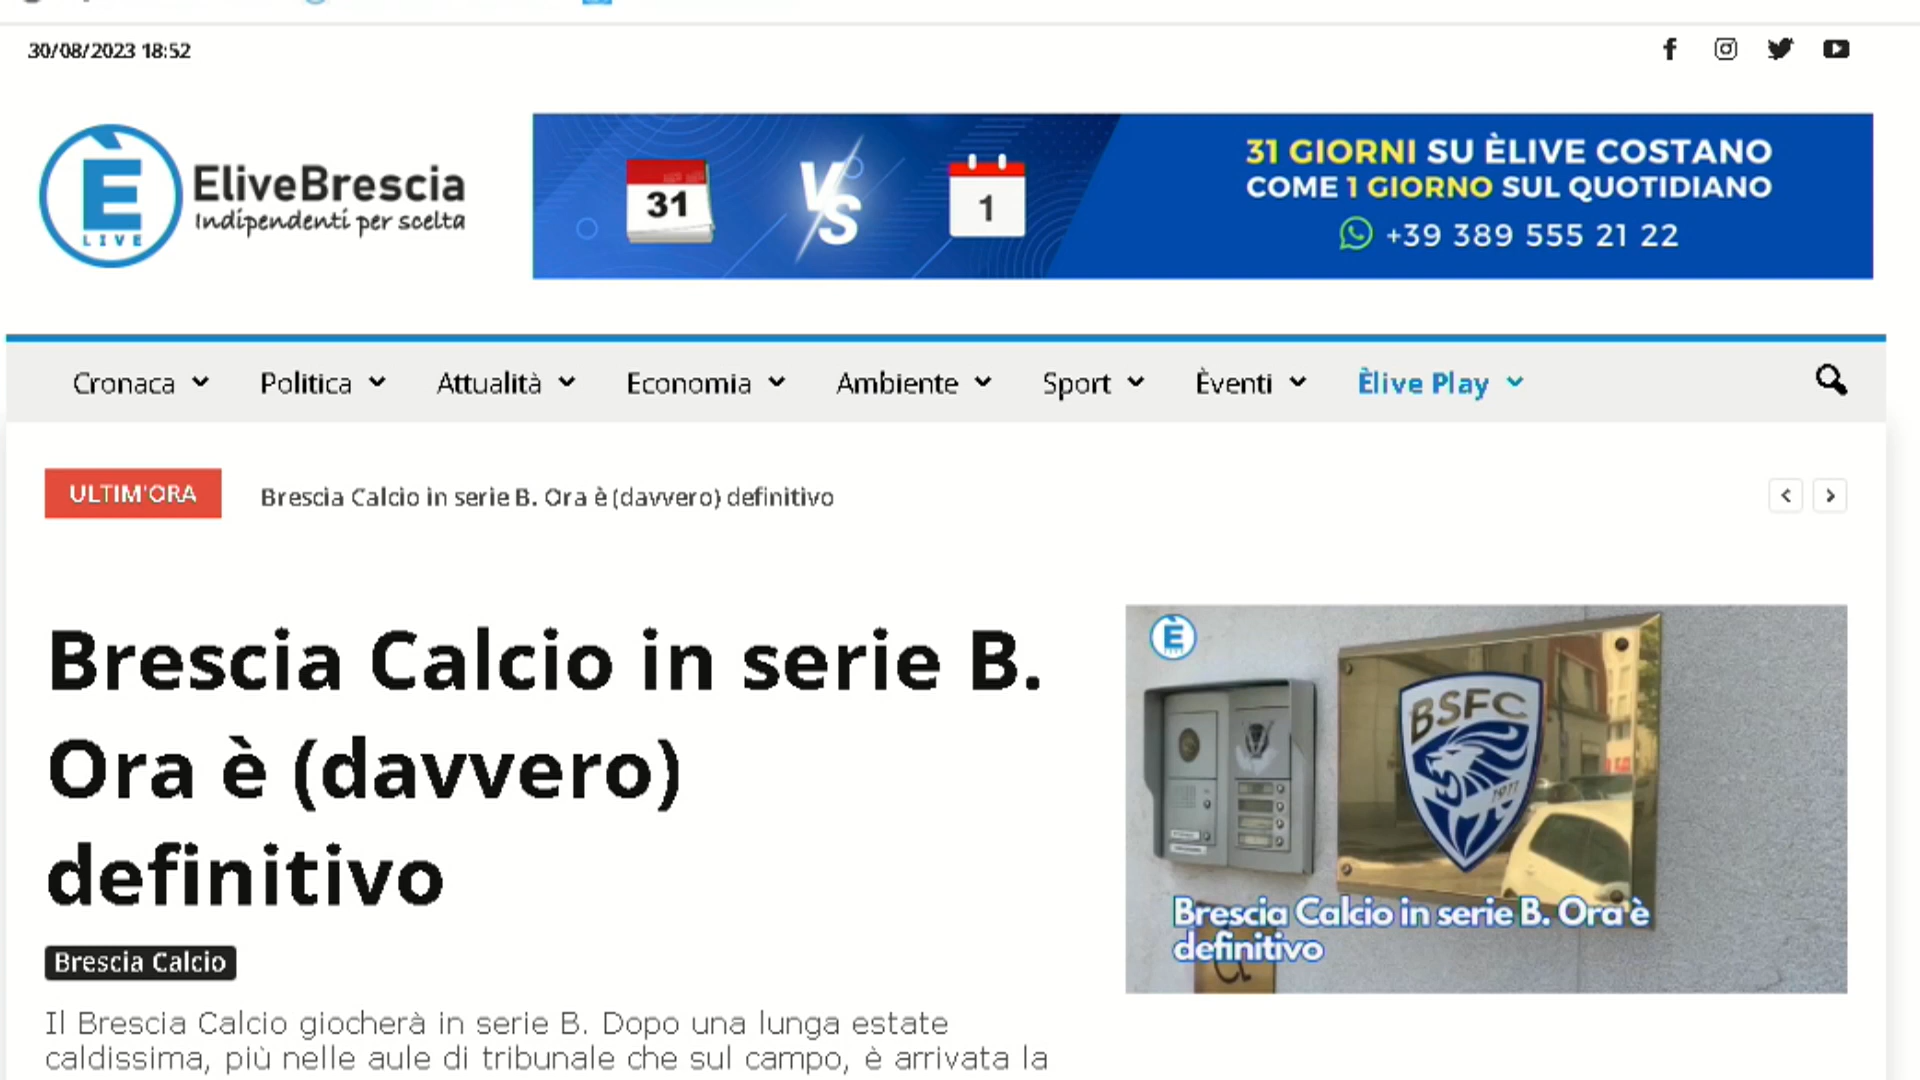 30/08/2023 18:52
È
LIVE
EliveBrescia
Indipendenti per scelta
31
VS
1
31 GIORNI SU ÈLIVE COSTANO
COME 1 GIORNO SUL QUOTIDIANO
+39 389 555 21 22
Cronaca Politica Attualità Economia Ambiente Sport Èventi Èlive Play
ULTIM'ORA Brescia Calcio in serie B. Ora è (davvero) definitivo
Brescia Calcio in serie B.
Ora è (davvero)
definitivo
Brescia Calcio
Il Brescia Calcio giocherà in serie B. Dopo una lunga estate
caldissima, più nelle aule di tribunale che sul campo, è arrivata la
È
BSFC
1911
Brescia Calcio in serie B. Ora è
definitivo